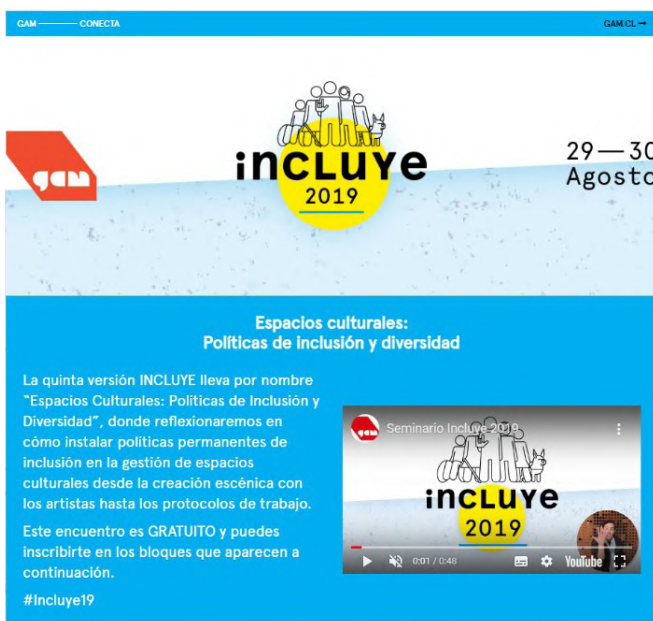 GAM CONECTA
GAM.CL →
gam
incLuYe
2019
29 — 30
Agosto
Espacios culturales:
Políticas de inclusión y diversidad
La quinta versión INCLUYE lleva por nombre
"Espacios Culturales: Políticas de Inclusión y
Diversidad", donde reflexionaremos en
cómo instalar políticas permanentes de
inclusión en la gestión de espacios
culturales desde la creación escénica con
los artistas hasta los protocolos de trabajo.
Este encuentro es GRATUITO y puedes
inscribirte en los bloques que aparecen a
continuación.
#Incluye19
gam
Seminario Incluye 2019
incLuYe
2019
0:01 / 0:48
YouTube